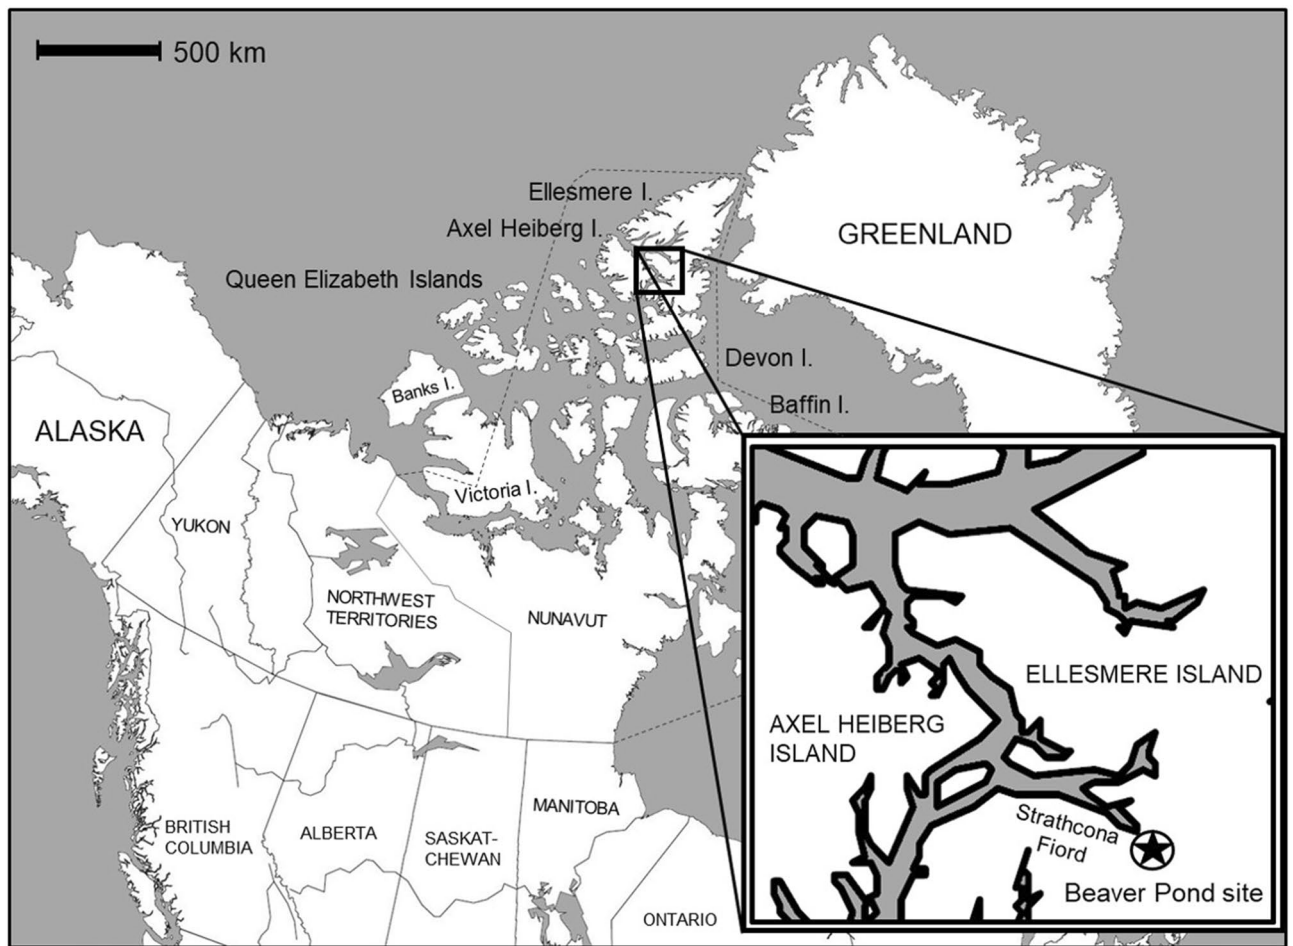 500 km
Ellesmere I.
Axel Heiberg I.
GREENLAND
Queen Elizabeth Islands
Devon I.
Banks I.
Baffin I.
ALASKA
Victoria I.
YUKON
NORTHWEST
TERRITORIES
NUNAVUT
ELLESMERE ISLAND
AXEL HEIBERG
ISLAND
MANITOBA
BRITISH
COLUMBIA
ALBERTA
SASKAT-
CHEWAN
Strathcona
Fiord
Beaver Pond site
ONTARIO